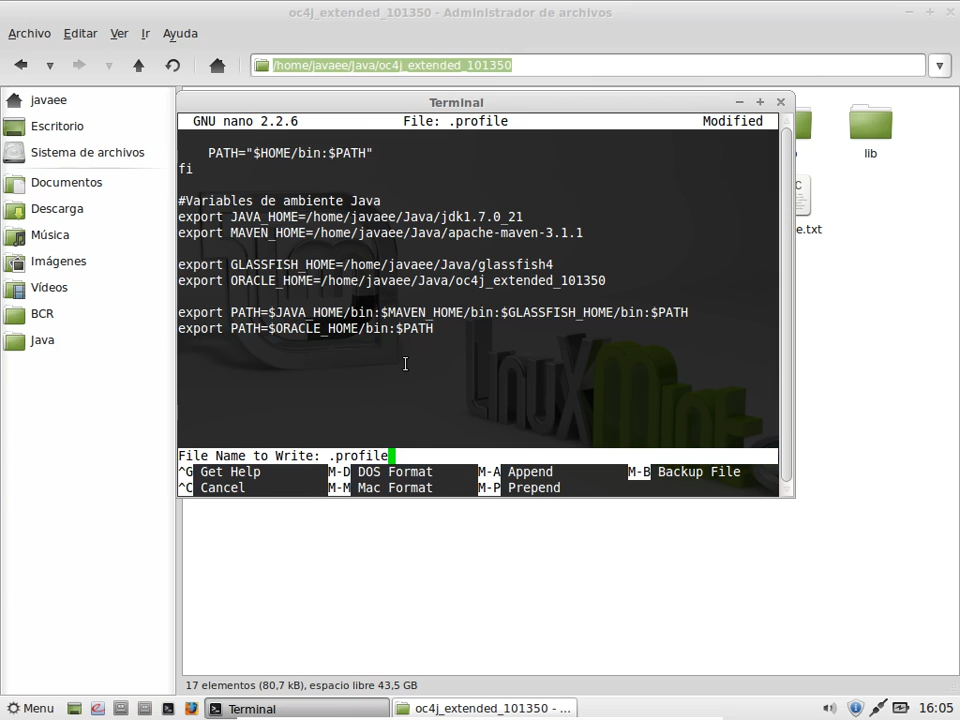 oc4j_extended_101350 - Administrador de archivos
Archivo Editar Ver Ir Ayuda
/home/javaee/Java/oc4j_extended_101350
javaee
Escritorio
Sistema de archivos
Documentos
Descarga
Música
Imágenes
Vídeos
BCR
Java
lib
e.txt
Terminal
GNU nano 2.2.6 File: .profile Modified
PATH="$HOME/bin:$PATH"
fi
#Variables de ambiente Java
export JAVA_HOME=/home/javaee/Java/jdk1.7.0_21
export MAVEN_HOME=/home/javaee/Java/apache-maven-3.1.1
export GLASSFISH_HOME=/home/javaee/Java/glassfish4
export ORACLE_HOME=/home/javaee/Java/oc4j_extended_101350
export PATH=$JAVA_HOME/bin:$MAVEN_HOME/bin:$GLASSFISH_HOME/bin:$PATH
export PATH=$ORACLE_HOME/bin:$PATH
LinuxMint
File Name to Write: .profile
^G Get Help M-D DOS Format M-A Append M-B Backup File
^C Cancel M-M Mac Format M-P Prepend
17 elementos (80,7 kB), espacio libre 43,5 GB
Menu Terminal oc4j_extended_101350 - ... 16:05